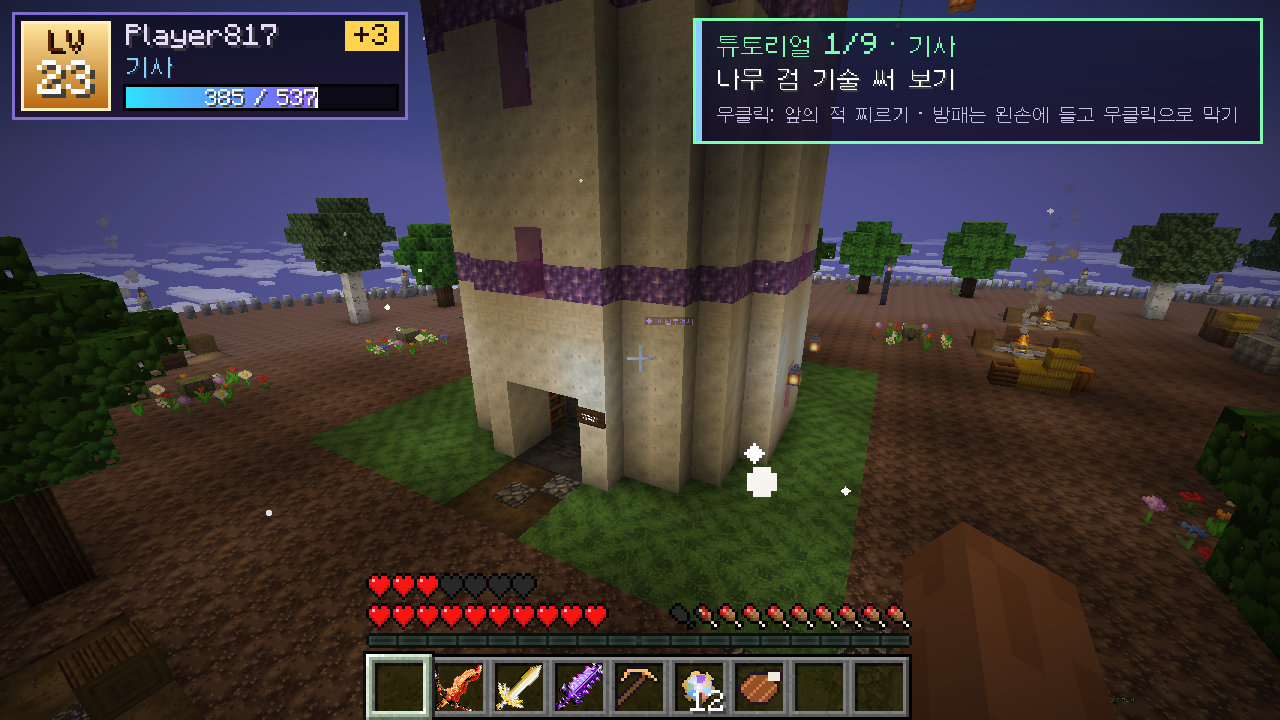 LV
23
Player817
+3
기사
385 / 537
튜토리얼 1/9 · 기사
나무 검 기술 써 보기
우클릭: 앞의 적 찌르기 · 방패는 왼손에 들고 우클릭으로 막기
12